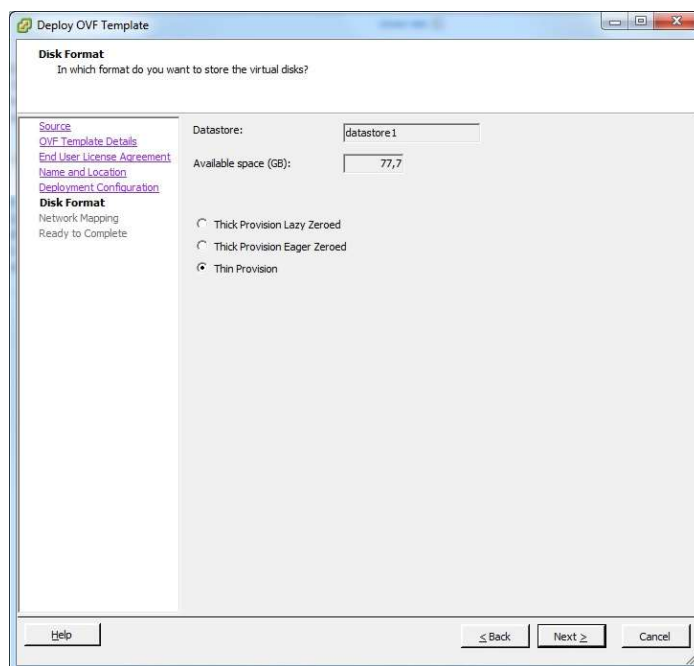 Deploy OVF Template
Disk Format
In which format do you want to store the virtual disks?
Source
OVF Template Details
End User License Agreement
Name and Location
Deployment Configuration
Disk Format
Network Mapping
Ready to Complete
Datastore:
datastore1
Available space (GB):
77,7
Thick Provision Lazy Zeroed
Thick Provision Eager Zeroed
Thin Provision
Help
< Back
Next >
Cancel